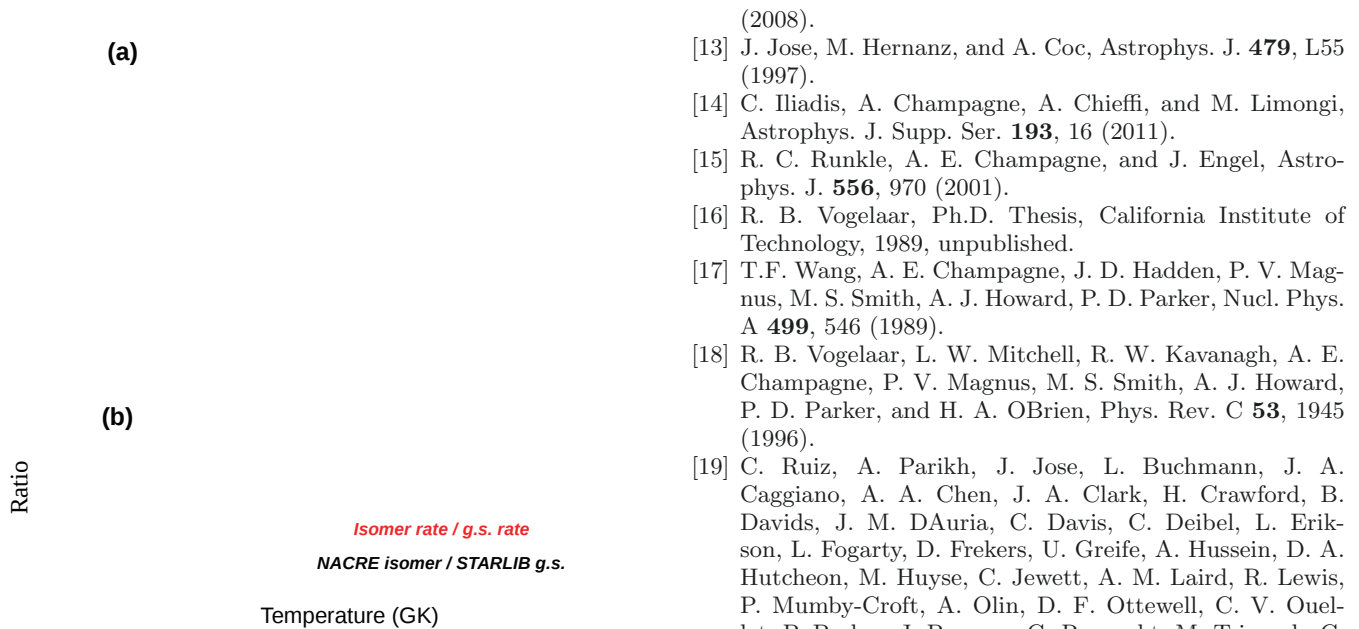 (a)
(b)
Ratio
Isomer rate / g.s. rate
NACRE isomer / STARLIB g.s.
Temperature (GK)
(2008).
[13] J. Jose, M. Hernanz, and A. Coc, Astrophys. J. 479, L55
(1997).
[14] C. Iliadis, A. Champagne, A. Chieffi, and M. Limongi,
Astrophys. J. Supp. Ser. 193, 16 (2011).
[15] R. C. Runkle, A. E. Champagne, and J. Engel, Astro-
phys. J. 556, 970 (2001).
[16] R. B. Vogelaar, Ph.D. Thesis, California Institute of
Technology, 1989, unpublished.
[17] T.F. Wang, A. E. Champagne, J. D. Hadden, P. V. Mag-
nus, M. S. Smith, A. J. Howard, P. D. Parker, Nucl. Phys.
A 499, 546 (1989).
[18] R. B. Vogelaar, L. W. Mitchell, R. W. Kavanagh, A. E.
Champagne, P. V. Magnus, M. S. Smith, A. J. Howard,
P. D. Parker, and H. A. OBrien, Phys. Rev. C 53, 1945
(1996).
[19] C. Ruiz, A. Parikh, J. Jose, L. Buchmann, J. A.
Caggiano, A. A. Chen, J. A. Clark, H. Crawford, B.
Davids, J. M. DAuria, C. Davis, C. Deibel, L. Erik-
son, L. Fogarty, D. Frekers, U. Greife, A. Hussein, D. A.
Hutcheon, M. Huyse, C. Jewett, A. M. Laird, R. Lewis,
P. Mumby-Croft, A. Olin, D. F. Ottewell, C. V. Ouel-